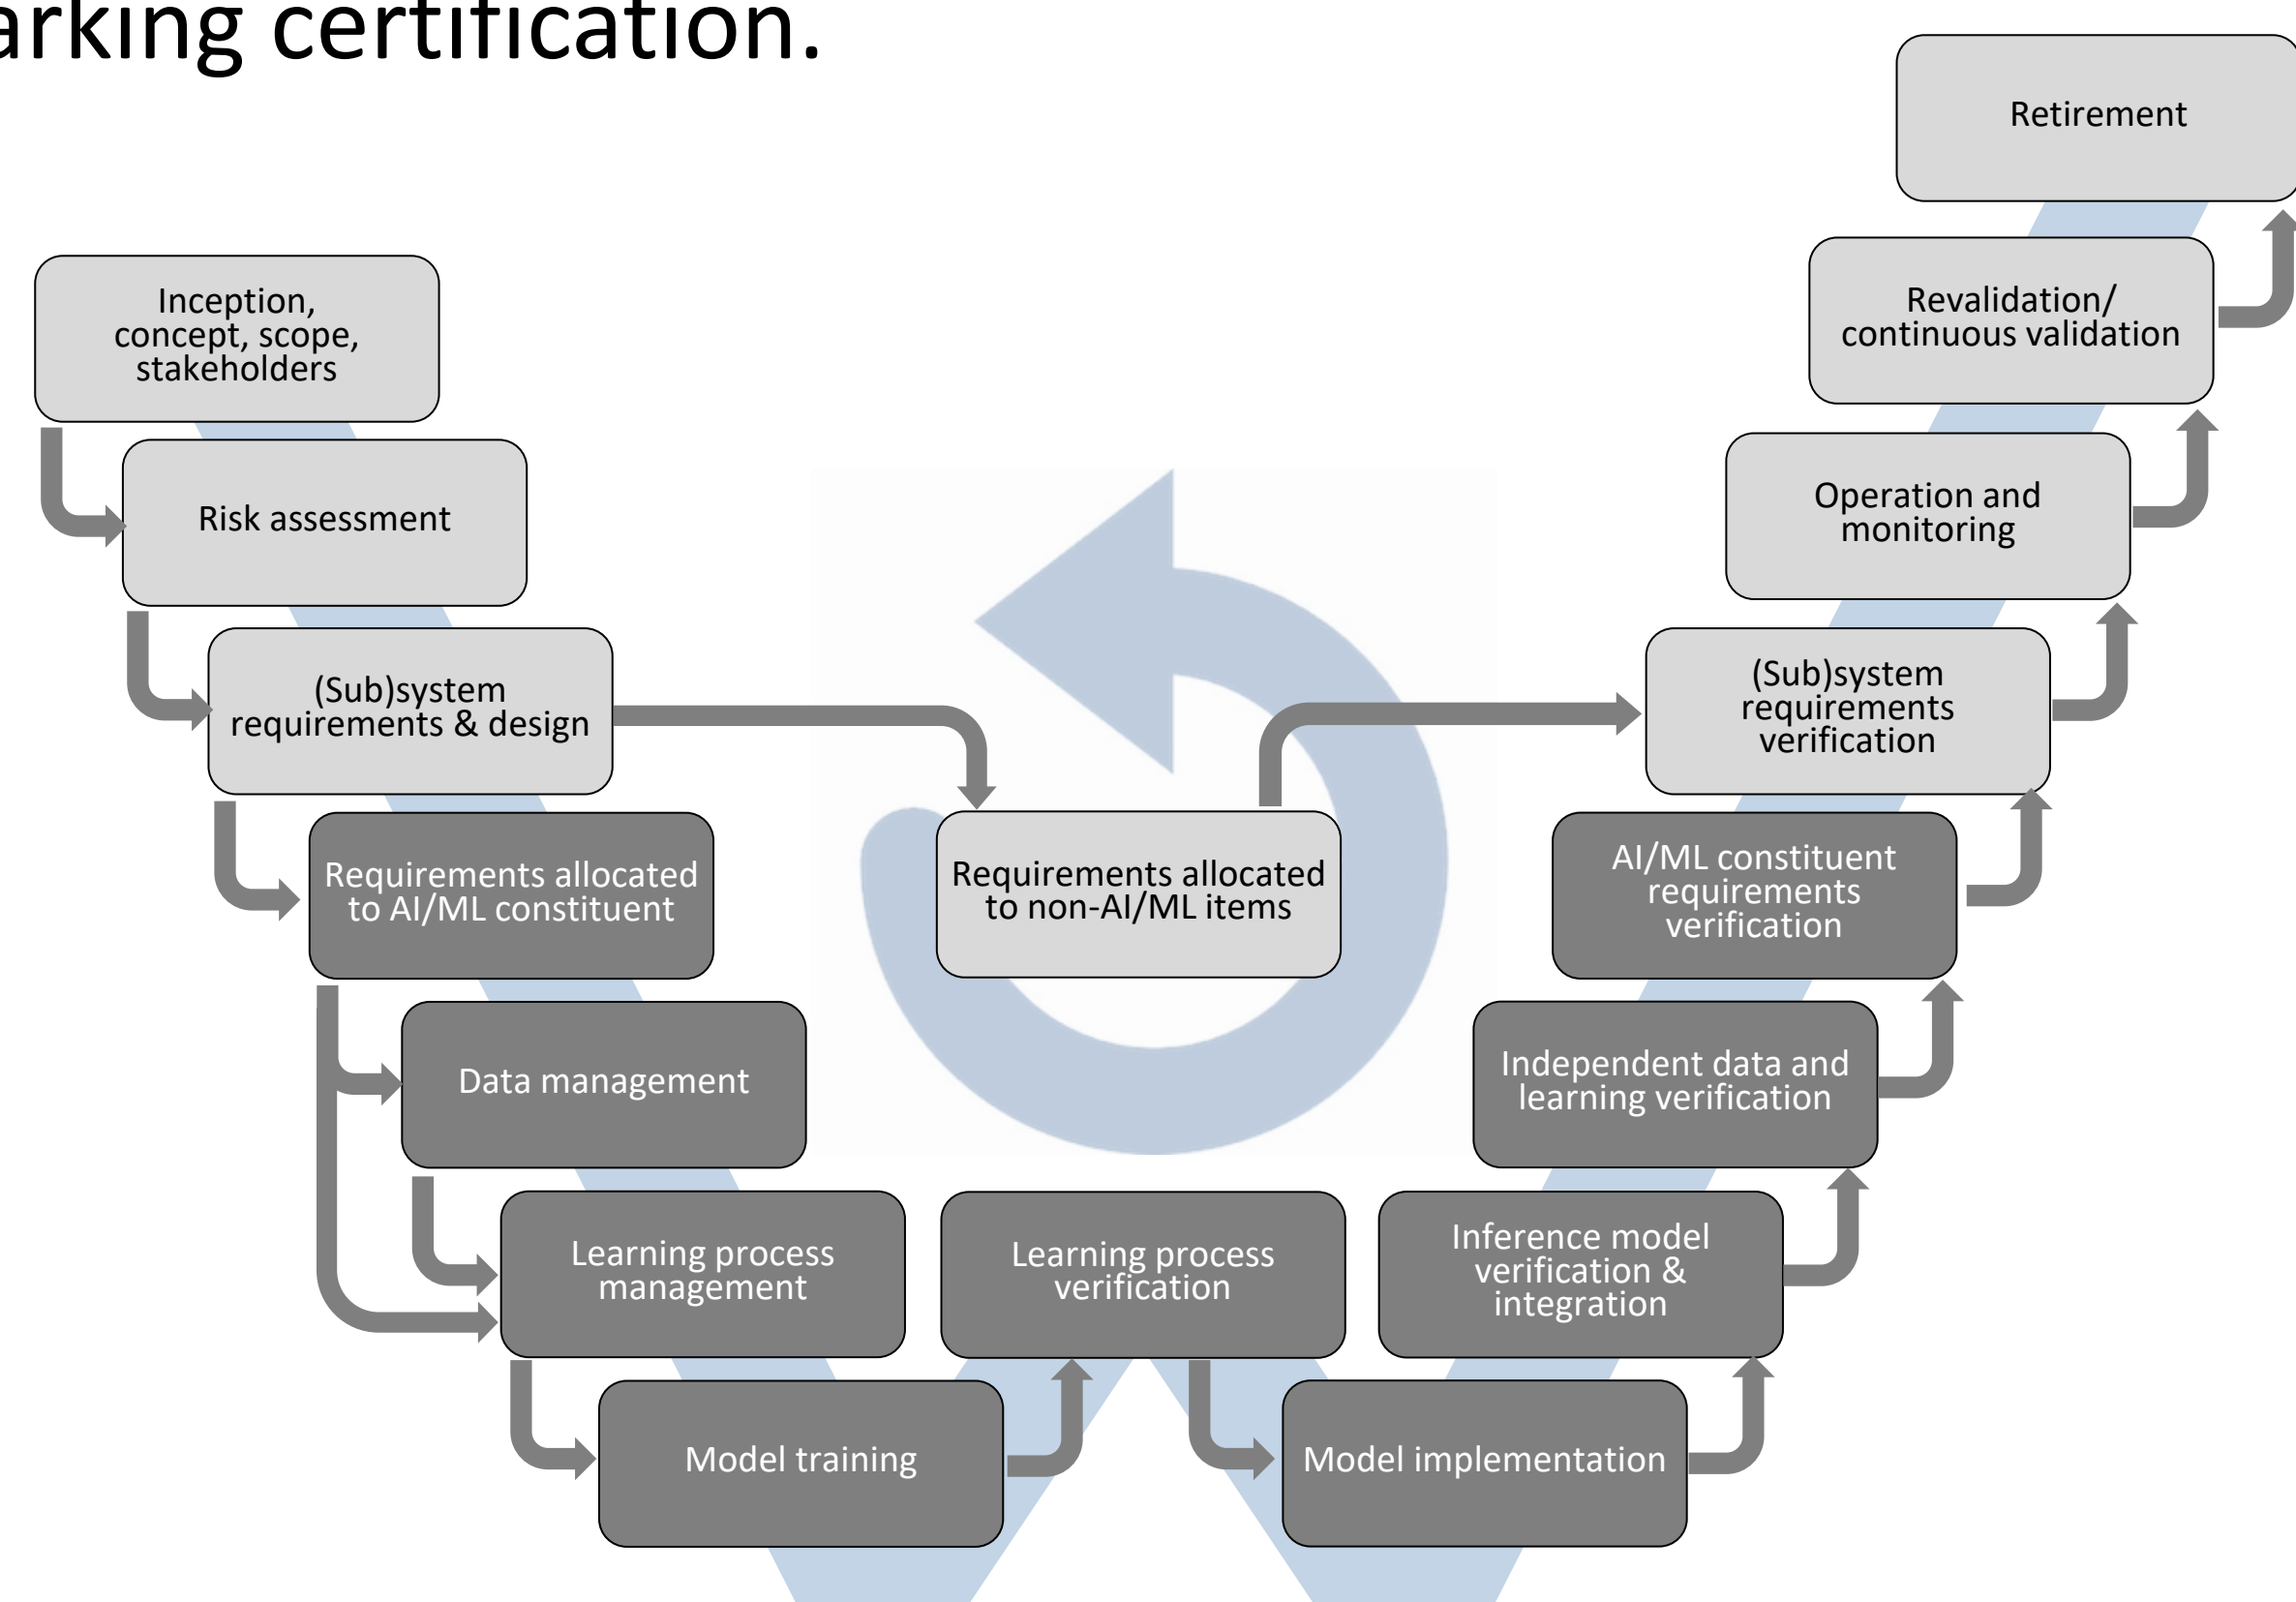 arking certification.
Retirement
Inception,
concept, scope,
stakeholders
Revalidation/
continuous validation
Risk assessment
Operation and
monitoring
(Sub)system
requirements & design
(Sub)system
requirements
verification
Requirements allocated
to AI/ML constituent
Requirements allocated
to non-AI/ML items
AI/ML constituent
requirements
verification
Data management
Independent data and
learning verification
Learning process
management
Learning process
verification
Inference model
verification &
integration
Model training
Model implementation